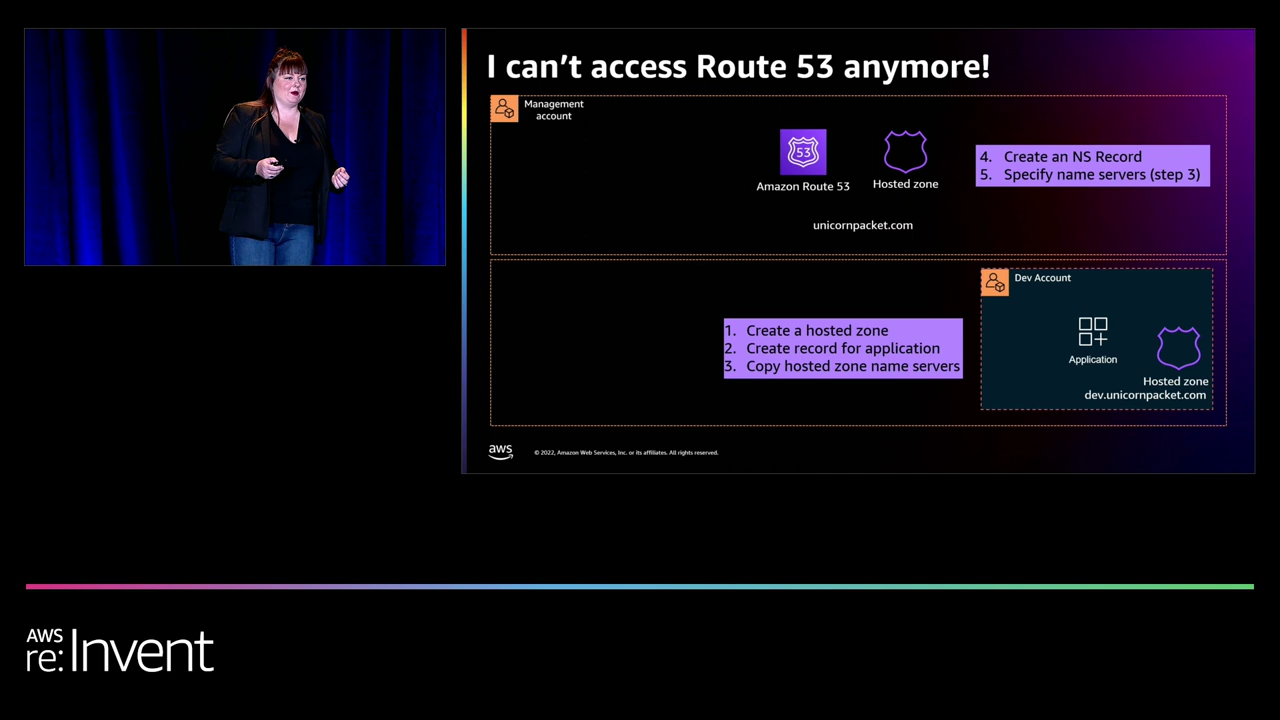 I can't access Route 53 anymore!
Management
account
53
Amazon Route 53
Hosted zone
unicornpacket.com
4. Create an NS Record
5. Specify name servers (step 3)
1. Create a hosted zone
2. Create record for application
3. Copy hosted zone name servers
Dev Account
Application
Hosted zone
dev.unicornpacket.com
aws
© 2022, Amazon Web Services, Inc. or its affiliates. All rights reserved.
AWS
re:Invent